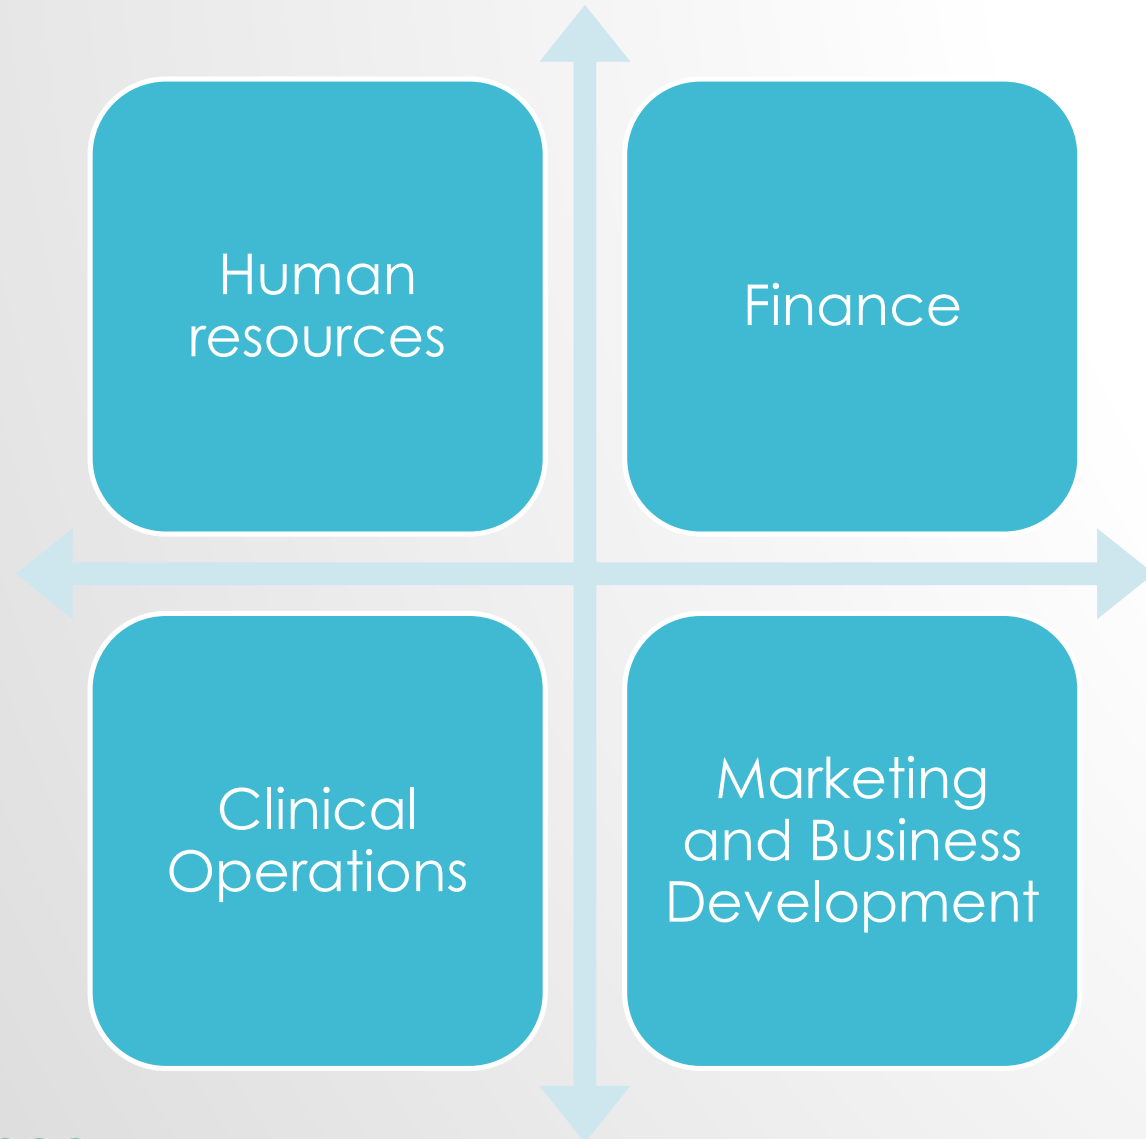 Human
resources
Finance
Clinical
Operations
Marketing
and Business
Development